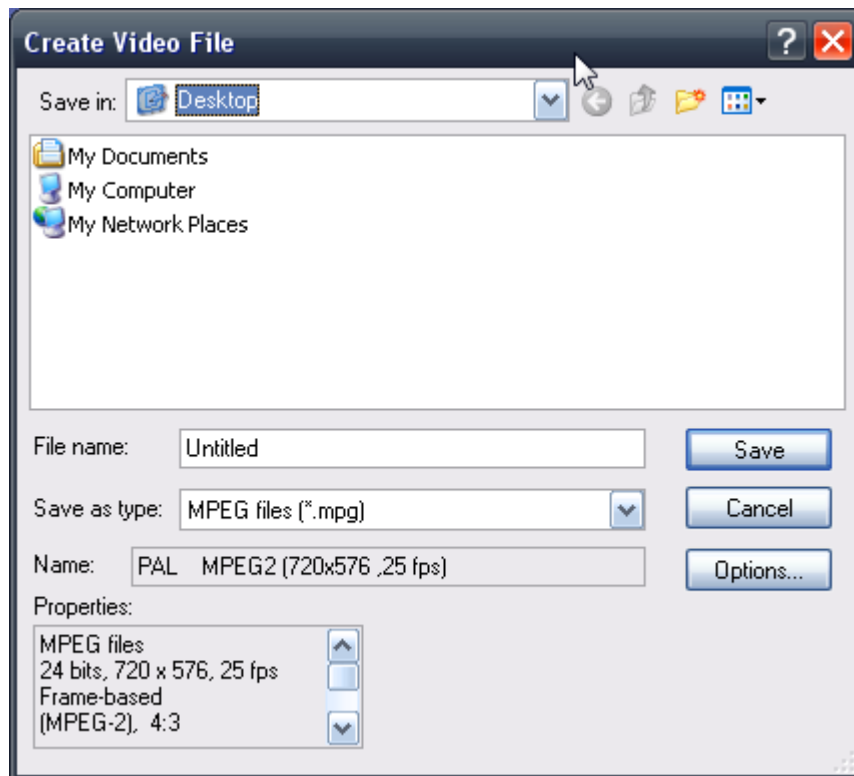 Create Video File
Save in: Desktop
My Documents
My Computer
My Network Places
File name: Untitled
Save
Save as type: MPEG files (*.mpg)
Cancel
Name: PAL MPEG2 (720x576 ,25 fps)
Options...
Properties:
MPEG files
24 bits, 720 x 576, 25 fps
Frame-based
(MPEG-2), 4:3